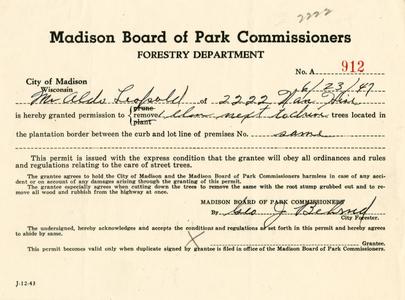 2222
Madison Board of Park Commissioners
FORESTRY DEPARTMENT
No. A 912
City of Madison
Wisconsin 6/23/47
Mr Aldo Leopold of 2222 Van Hise
prune
is hereby granted permission to removed elm next to drive trees located in
plant
the plantation border between the curb and lot line of premises No. same
This permit is issued with the express condition that the grantee will obey all ordinances and rules
and regulations relating to the care of street trees.
The grantee agrees to hold the City of Madison and the Madison Board of Park Commissioners harmless in case of any acci-
dent or on account of any damages arising through the granting of this permit.
The grantee especially agrees when cutting down the trees to remove the same with the root stump grubbed out and to re-
move all wood and rubbish from the highway at once.
MADISON BOARD OF PARK COMMISSIONERS
By Geo J Behrnd
City Forester.
The undersigned, hereby acknowledges and accepts the conditions and regulations as set forth in this permit and hereby agrees
to abide by same.
X Grantee.
This permit becomes valid only when duplicate signed by grantee is filed in office of the Madison Board of Park Commissioners.
J-12-43